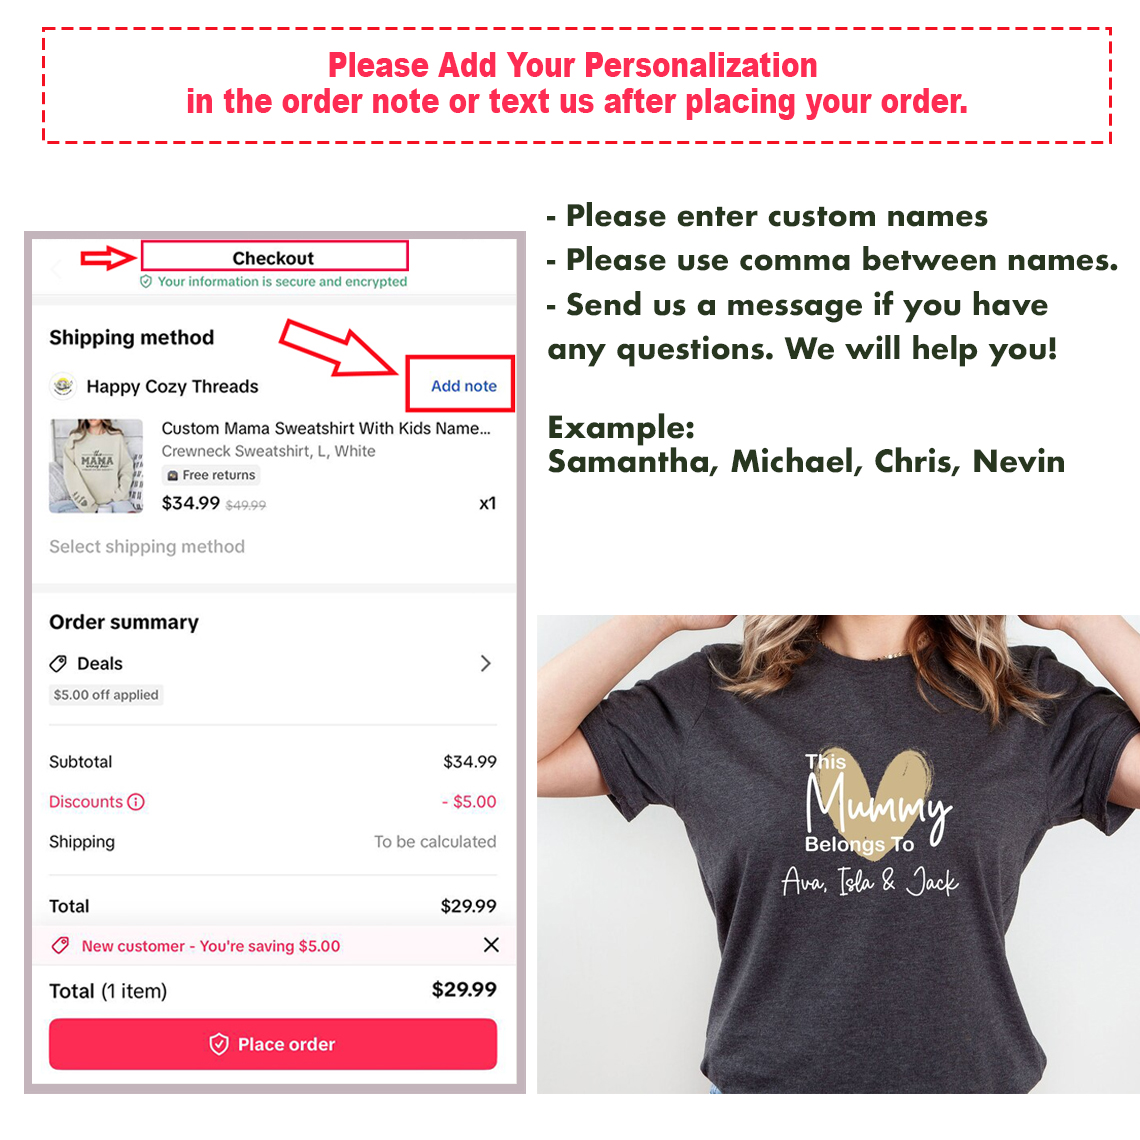 Please Add Your Personalization
in the order note or text us after placing your order.
- Please enter custom names
- Please use comma between names.
- Send us a message if you have
any questions. We will help you!
Example:
Samantha, Michael, Chris, Nevin
Checkout
Your information is secure and encrypted
Shipping method
Happy Cozy Threads
Add note
Custom Mama Sweatshirt With Kids Name...
Crewneck Sweatshirt, L, White
Free returns
$34.99 $49.99 x1
Select shipping method
MAMA
Order summary
Deals
$5.00 off applied
Subtotal $34.99
Discounts - $5.00
Shipping To be calculated
Total $29.99
New customer - You're saving $5.00
Total (1 item) $29.99
Place order
This
Mummy
Belongs To
Ava, Isla & Jack